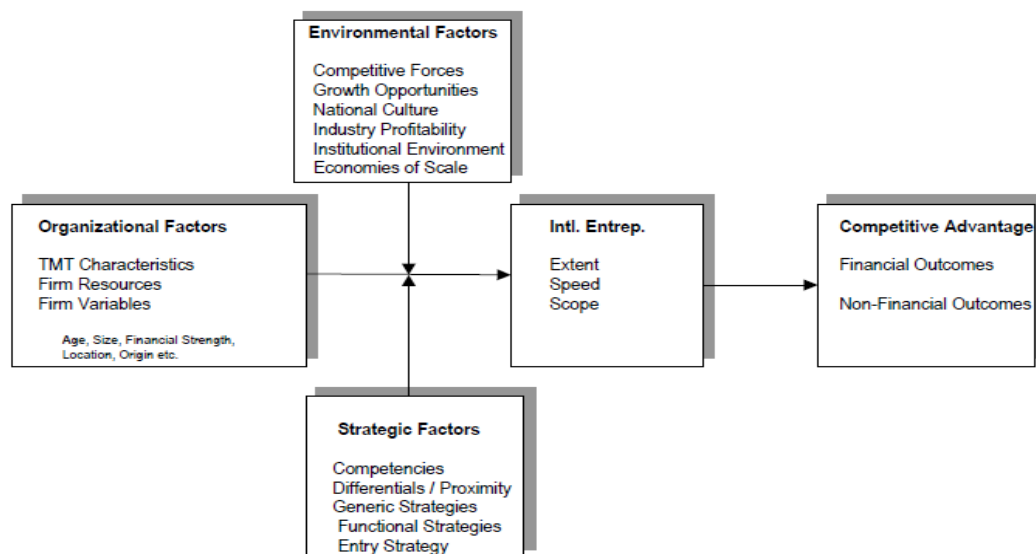 Environmental Factors
Competitive Forces
Growth Opportunities
National Culture
Industry Profitability
Institutional Environment
Economies of Scale
Organizational Factors
TMT Characteristics
Firm Resources
Firm Variables
Age, Size, Financial Strength,
Location, Origin etc.
Intl. Entrep.
Extent
Speed
Scope
Competitive Advantage
Financial Outcomes
Non-Financial Outcomes
Strategic Factors
Competencies
Differentials / Proximity
Generic Strategies
Functional Strategies
Entry Strategy